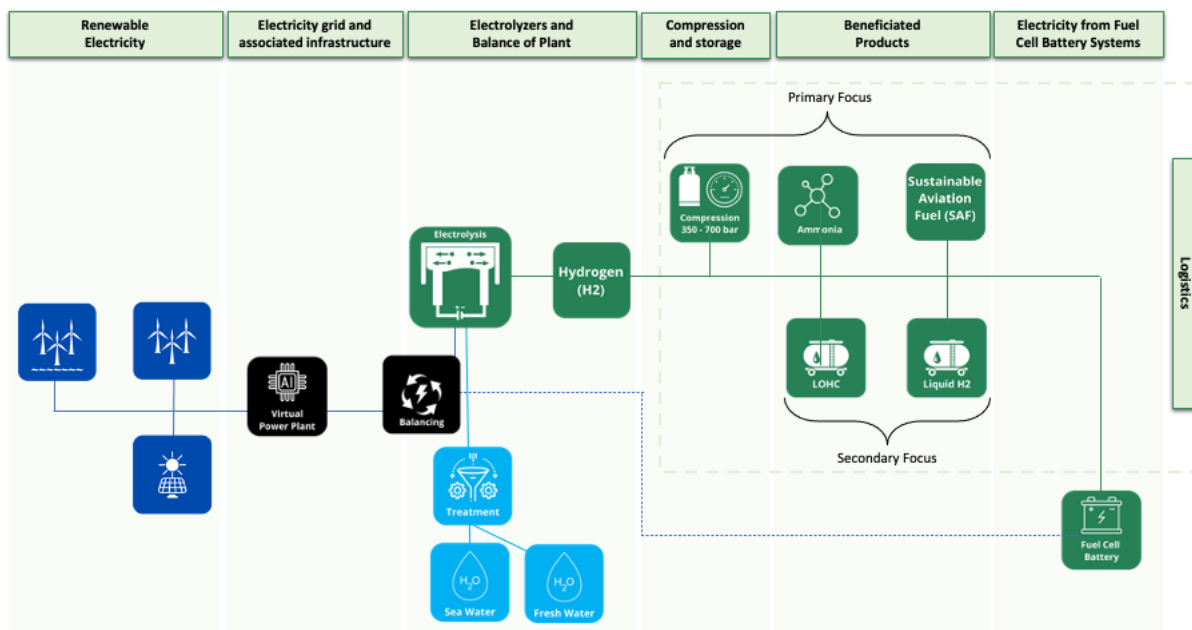 Renewable
Electricity
Electricity grid and
associated infrastructure
Electrolyzers and
Balance of Plant
Compression
and storage
Beneficiated
Products
Electricity from Fuel
Cell Battery Systems
Primary Focus
Compression
350 - 700 bar
Ammonia
Sustainable
Aviation
Fuel (SAF)
Electrolysis
Hydrogen
(H2)
Logistics
AI
Virtual
Power Plant
Balancing
LOHC
Liquid H2
Secondary Focus
Treatment
Fuel Cell
Battery
H₂O
Sea Water
H₂O
Fresh Water